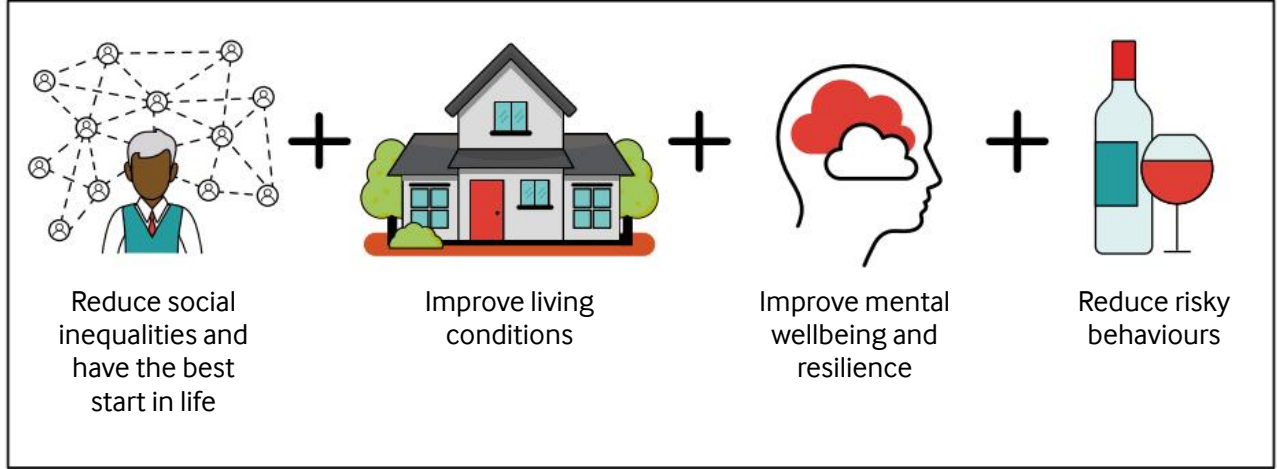 Reduce social
inequalities and
have the best
start in life
Improve living
conditions
Improve mental
wellbeing and
resilience
Reduce risky
behaviours